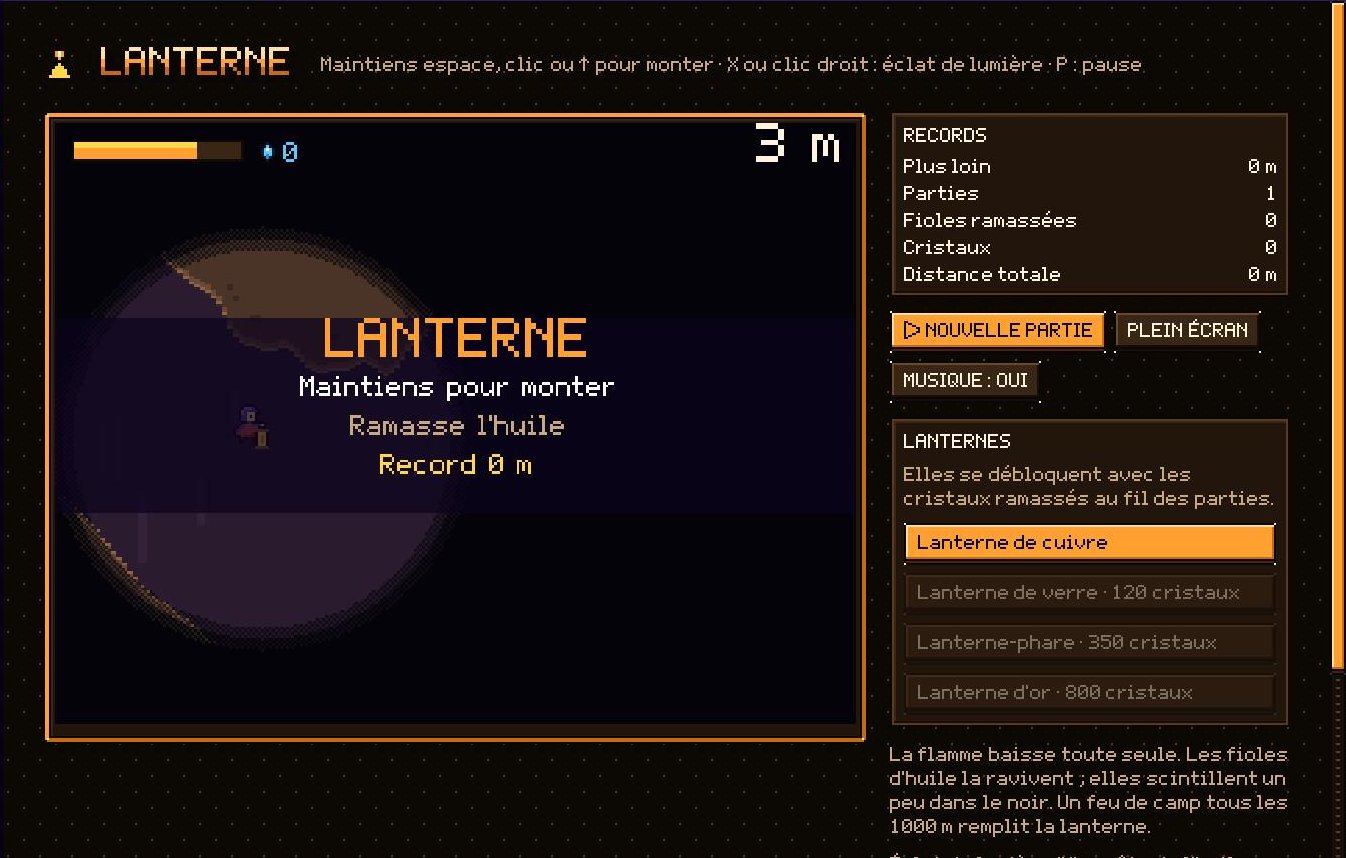 LANTERNE
Maintiens espace, clic ou ↑ pour monter · X ou clic droit : éclat de lumière · P : pause
0
3 m
LANTERNE
Maintiens pour monter
Ramasse l'huile
Record 0 m
RECORDS
Plus loin 0 m
Parties 1
Fioles ramassées 0
Cristaux 0
Distance totale 0 m
▷ NOUVELLE PARTIE
PLEIN ÉCRAN
MUSIQUE : OUI
LANTERNES
Elles se débloquent avec les
cristaux ramassés au fil des parties.
Lanterne de cuivre
Lanterne de verre · 120 cristaux
Lanterne-phare · 350 cristaux
Lanterne d'or · 800 cristaux
La flamme baisse toute seule. Les fioles
d'huile la ravivent ; elles scintillent un
peu dans le noir. Un feu de camp tous les
1000 m remplit la lanterne.